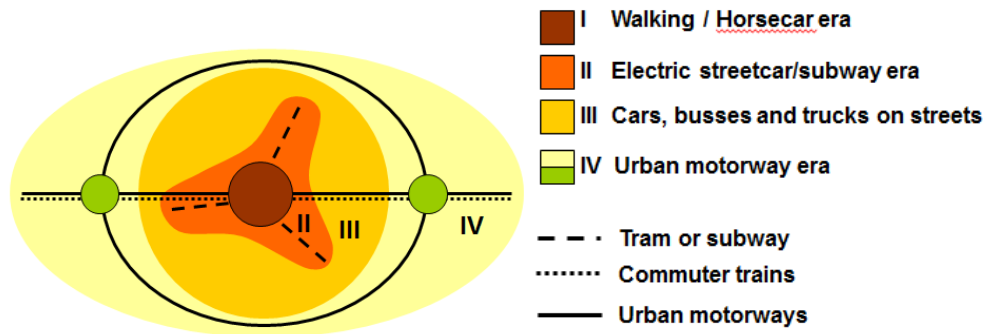 I Walking / Horsecar era
II Electric streetcar/subway era
III Cars, busses and trucks on streets
IV Urban motorway era
II
III
IV
Tram or subway
Commuter trains
Urban motorways